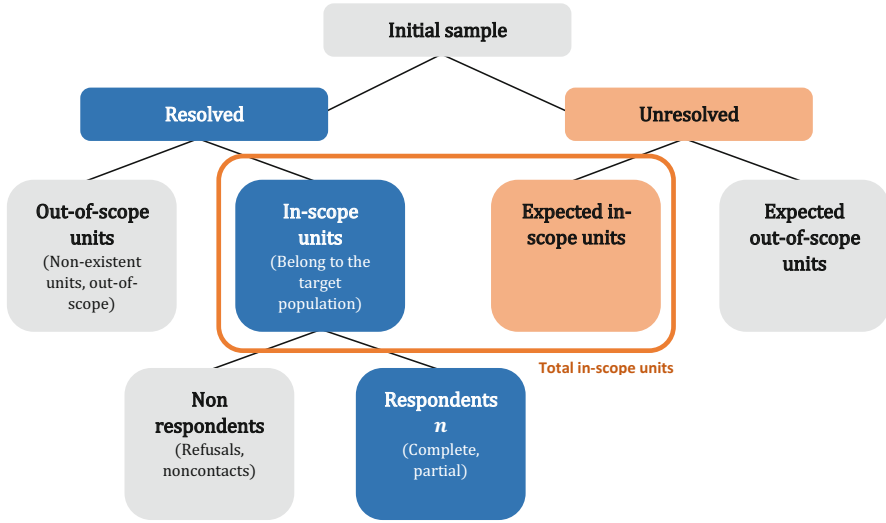 Initial sample
Resolved
Unresolved
Out-of-scope
units
(Non-existent
units, out-of-
scope)
In-scope
units
(Belong to the
target
population)
Expected in-
scope units
Expected
out-of-scope
units
Total in-scope units
Non
respondents
(Refusals,
noncontacts)
Respondents
n
(Complete,
partial)